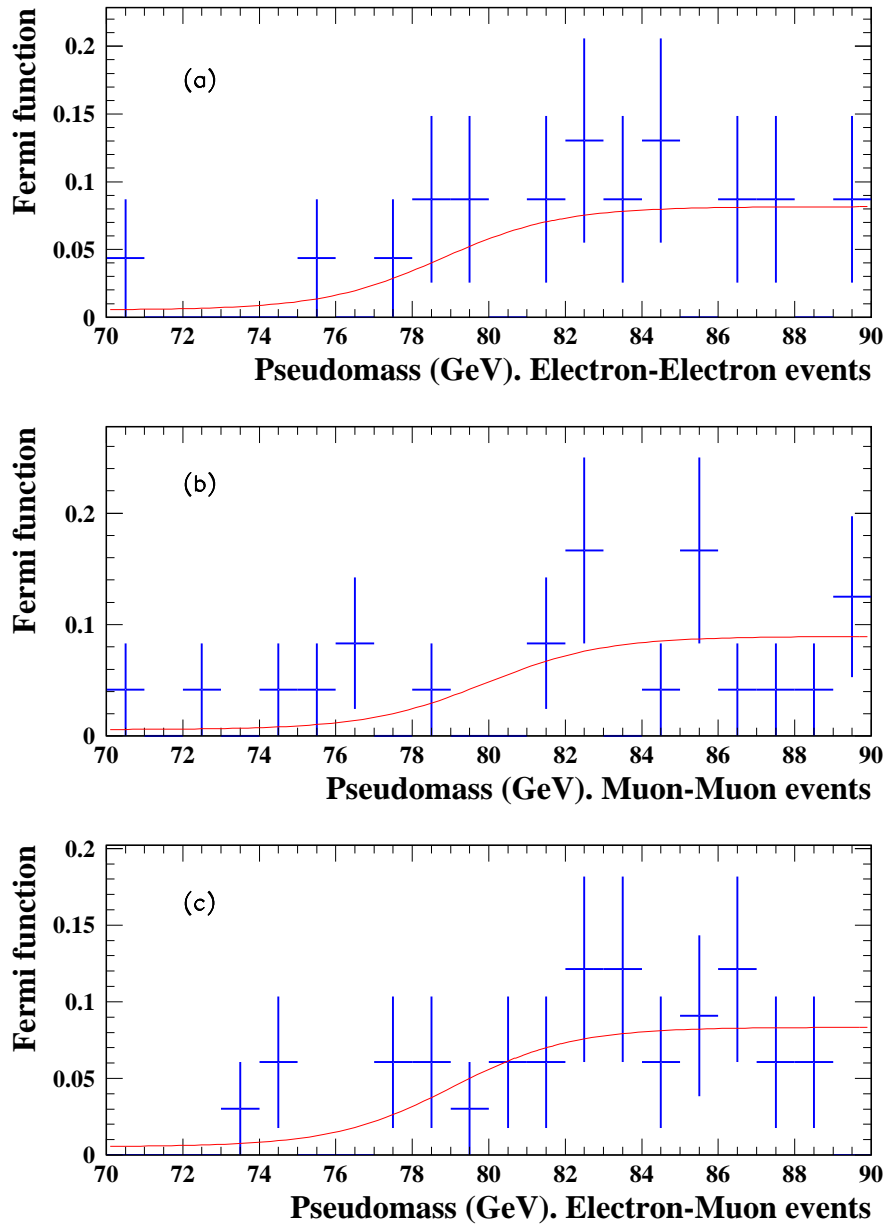 Fermi function
0.2
0.15
0.1
0.05
0
(a)
70 72 74 76 78 80 82 84 86 88 90
Pseudomass (GeV). Electron-Electron events
Fermi function
0.2
0.1
0
(b)
70 72 74 76 78 80 82 84 86 88 90
Pseudomass (GeV). Muon-Muon events
Fermi function
0.2
0.15
0.1
0.05
0
(c)
70 72 74 76 78 80 82 84 86 88 90
Pseudomass (GeV). Electron-Muon events